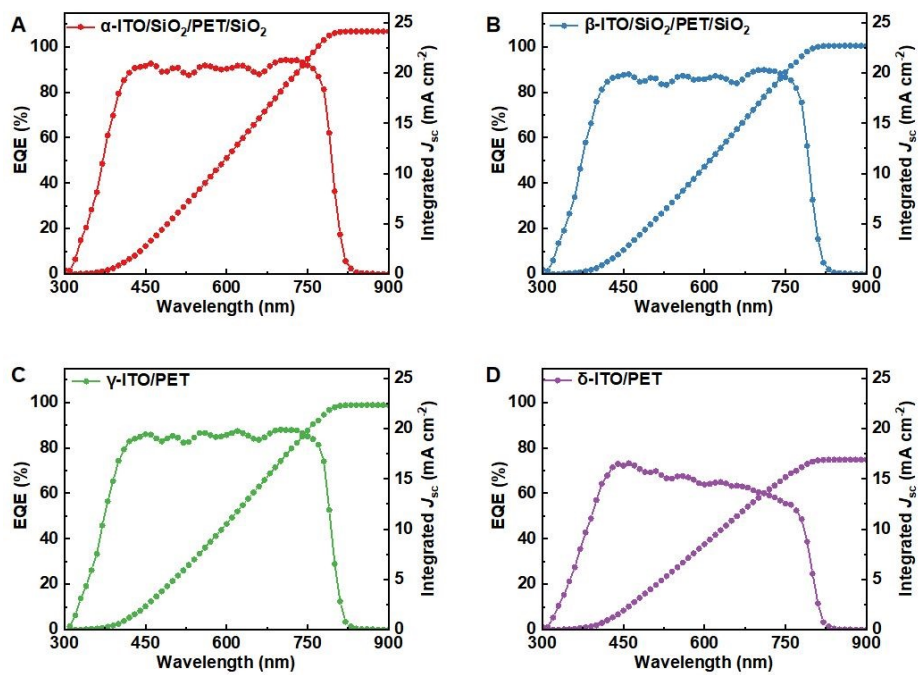 A
α-ITO/SiO₂/PET/SiO₂
EQE (%)
100
80
60
40
20
0
25
20
15
10
5
0
Integrated Jsc (mA cm⁻²)
300 450 600 750 900
Wavelength (nm)
B
β-ITO/SiO₂/PET/SiO₂
EQE (%)
100
80
60
40
20
0
25
20
15
10
5
0
Integrated Jsc (mA cm⁻²)
300 450 600 750 900
Wavelength (nm)
C
γ-ITO/PET
EQE (%)
100
80
60
40
20
0
25
20
15
10
5
0
Integrated Jsc (mA cm⁻²)
300 450 600 750 900
Wavelength (nm)
D
δ-ITO/PET
EQE (%)
100
80
60
40
20
0
25
20
15
10
5
0
Integrated Jsc (mA cm⁻²)
300 450 600 750 900
Wavelength (nm)